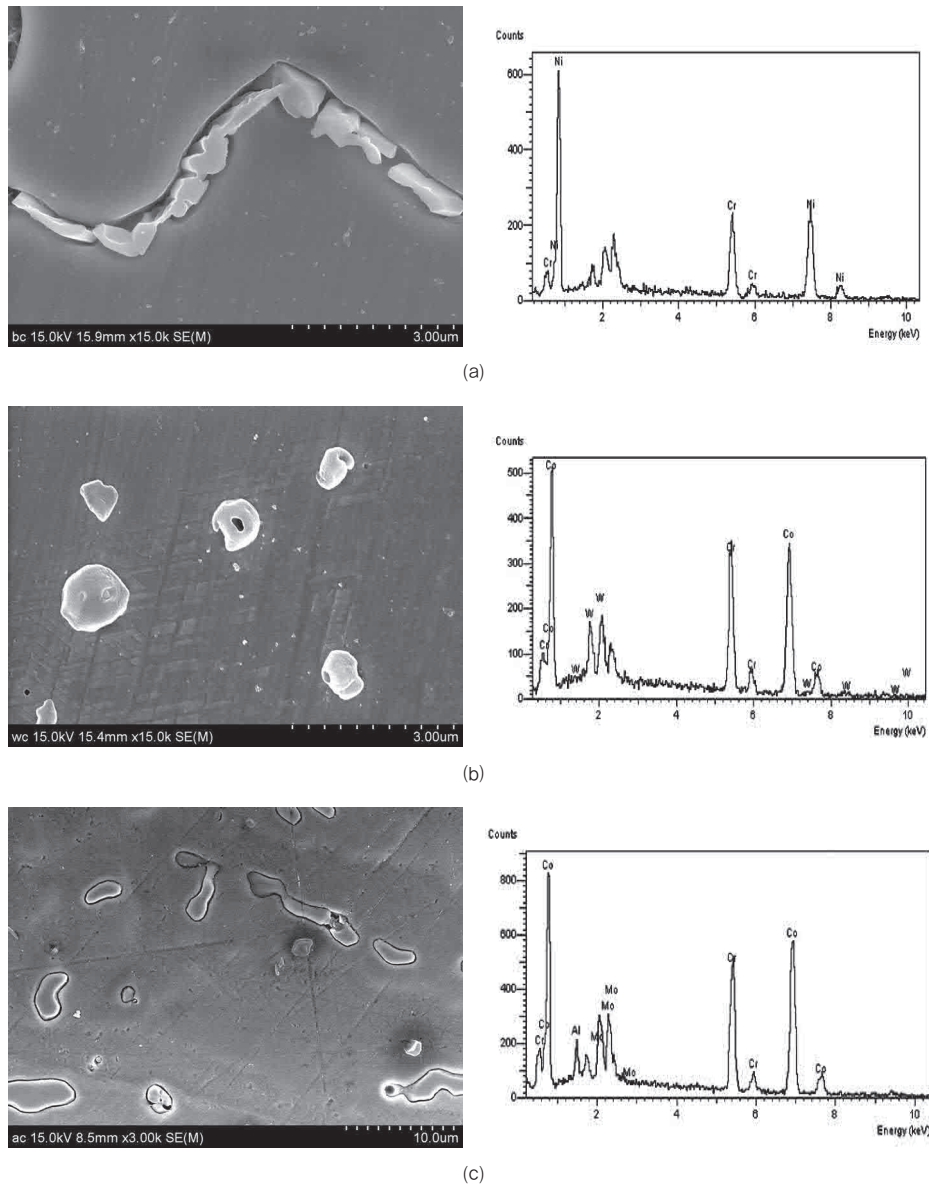 bc 15.0kV 15.9mm x15.0k SE(M) 3.00um
Counts
600
400
200
0
Ni
Ni
Cr
Cr
Cr
Ni
Ni
2 4 6 8 10
Energy (keV)
(a)
wc 15.0kV 15.4mm x15.0k SE(M) 3.00um
Counts
500
400
300
200
100
0
Co
Co
Cr
W
W
W
Cr
Cr
Co
Co
W
W
W
W
2 4 6 8 10
Energy (keV)
(b)
ac 15.0kV 8.5mm x3.00k SE(M) 10.0um
Counts
800
600
400
200
0
Co
Co
Cr
Al
Mo
Mo
Mo
Mo
Cr
Cr
Co
Co
2 4 6 8 10
Energy (keV)
(c)